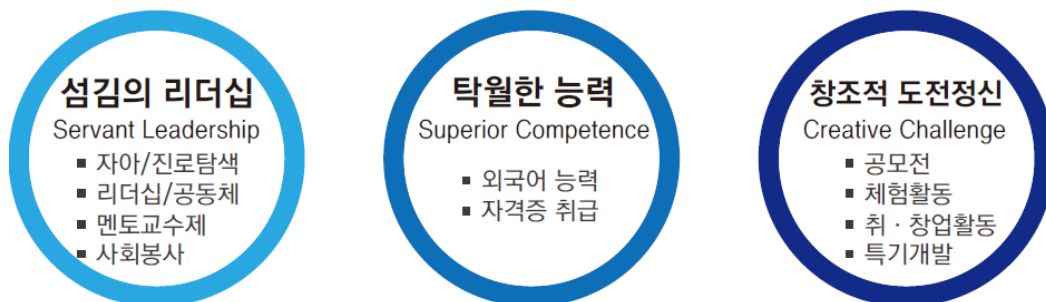 섬김의 리더십
Servant Leadership
▪ 자아/진로탐색
▪ 리더십/공동체
▪ 멘토교수제
▪ 사회봉사
탁월한 능력
Superior Competence
▪ 외국어 능력
▪ 자격증 취급
창조적 도전정신
Creative Challenge
▪ 공모전
▪ 체험활동
▪ 취 · 창업활동
▪ 특기개발